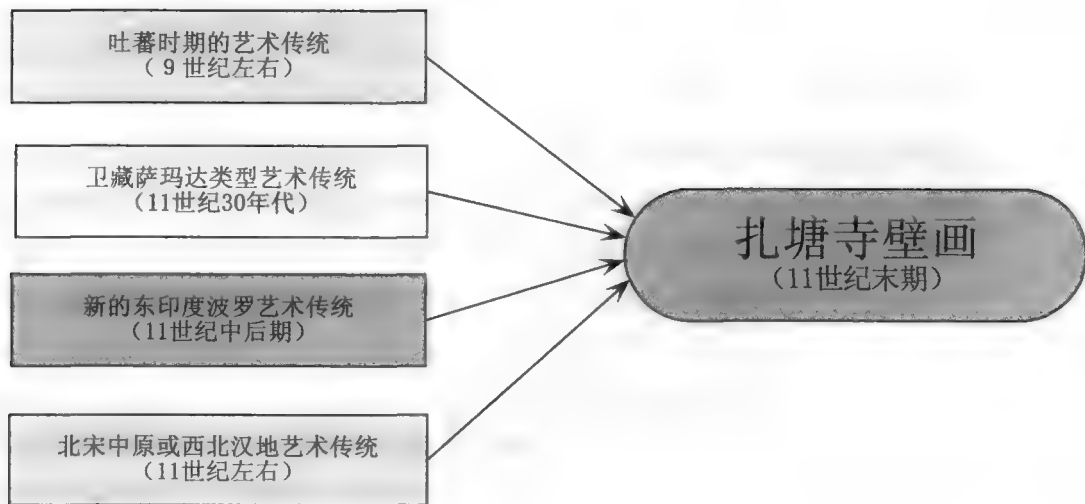 吐蕃时期的艺术传统
（9世纪左右）
卫藏萨玛达类型艺术传统
（11世纪30年代）
新的东印度波罗艺术传统
（11世纪中后期）
北宋中原或西北汉地艺术传统
（11世纪左右）
扎塘寺壁画
（11世纪末期）